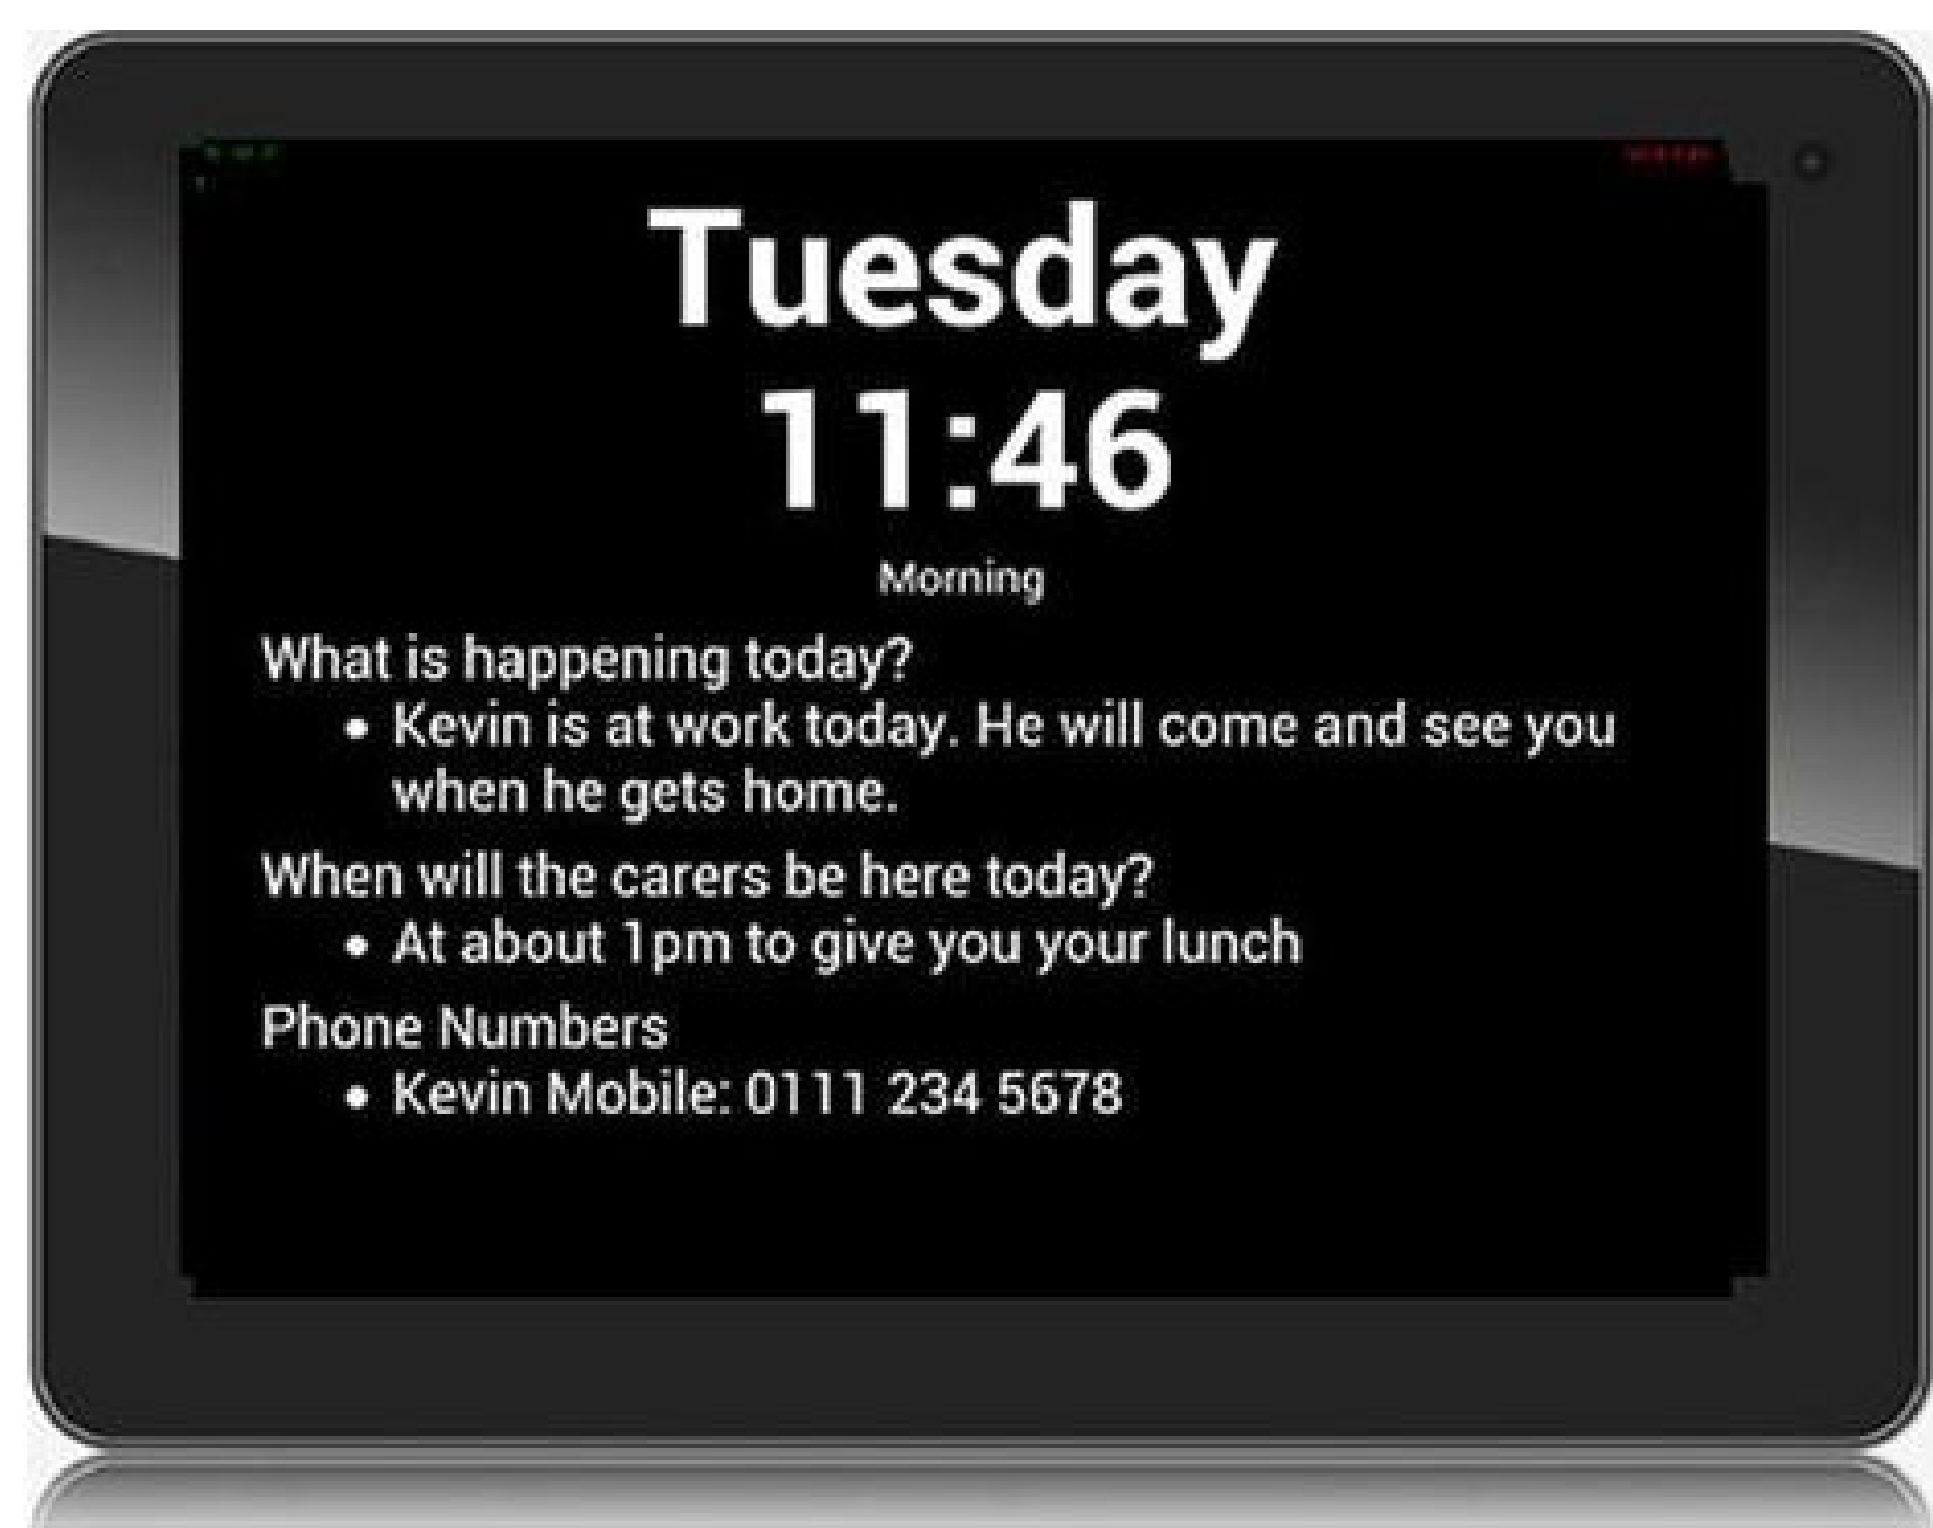 Tuesday
11:46
Morning
What is happening today?
• Kevin is at work today. He will come and see you
when he gets home.
When will the carers be here today?
• At about 1pm to give you your lunch
Phone Numbers
• Kevin Mobile: 0111 234 5678